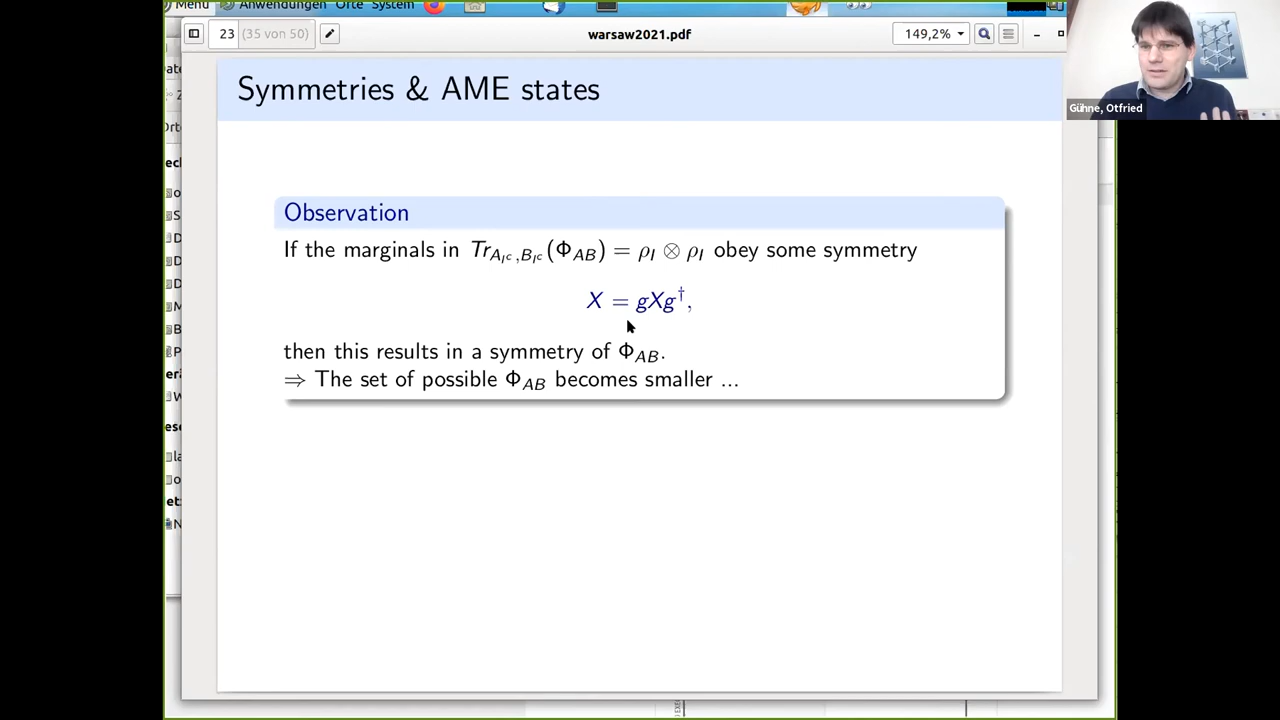 Menu Anwendungen Orte System
23 (35 von 50) warsaw2021.pdf 149,2%
Gühne, Otfried
Symmetries & AME states
Observation
If the marginals in Tr_{A_{I^c},B_{I^c}}(Φ_{AB}) = ρ_I ⊗ ρ_I obey some symmetry
X = gXg†,
then this results in a symmetry of Φ_{AB}.
⇒ The set of possible Φ_{AB} becomes smaller ...